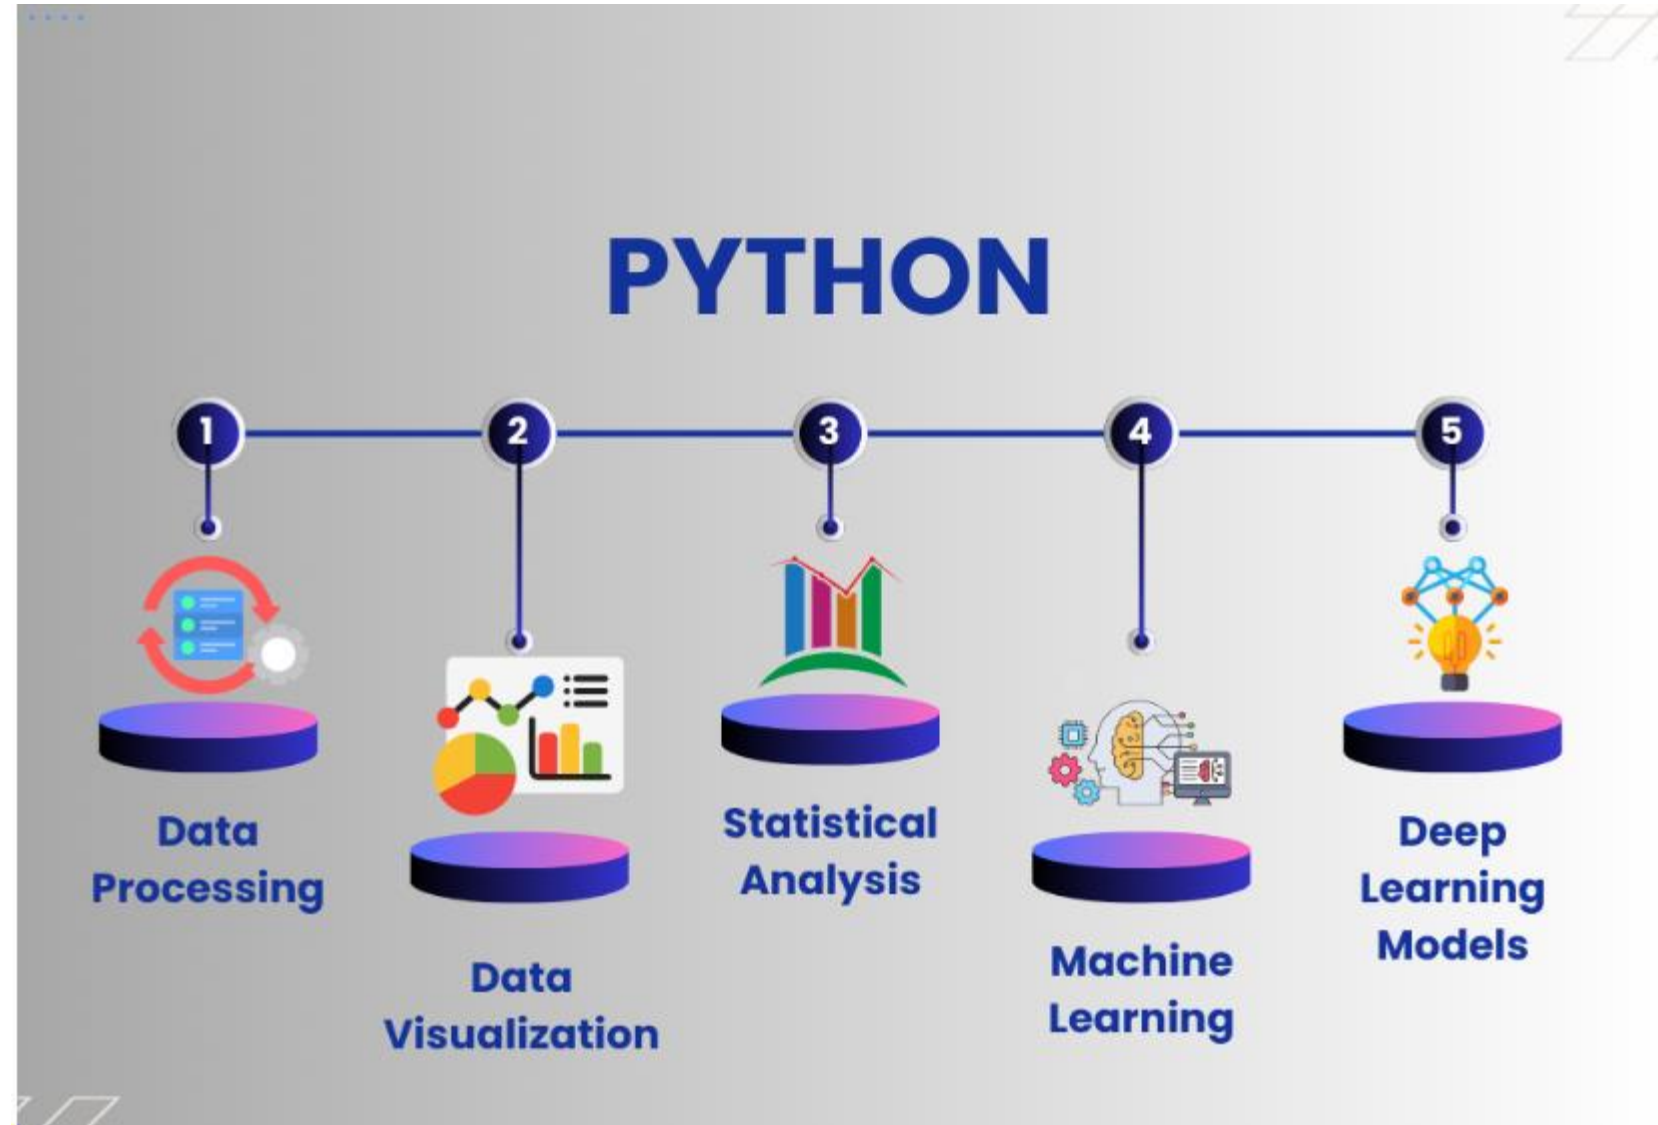 PYTHON
1
2
3
4
5
Data
Processing
Data
Visualization
Statistical
Analysis
Machine
Learning
Deep
Learning
Models